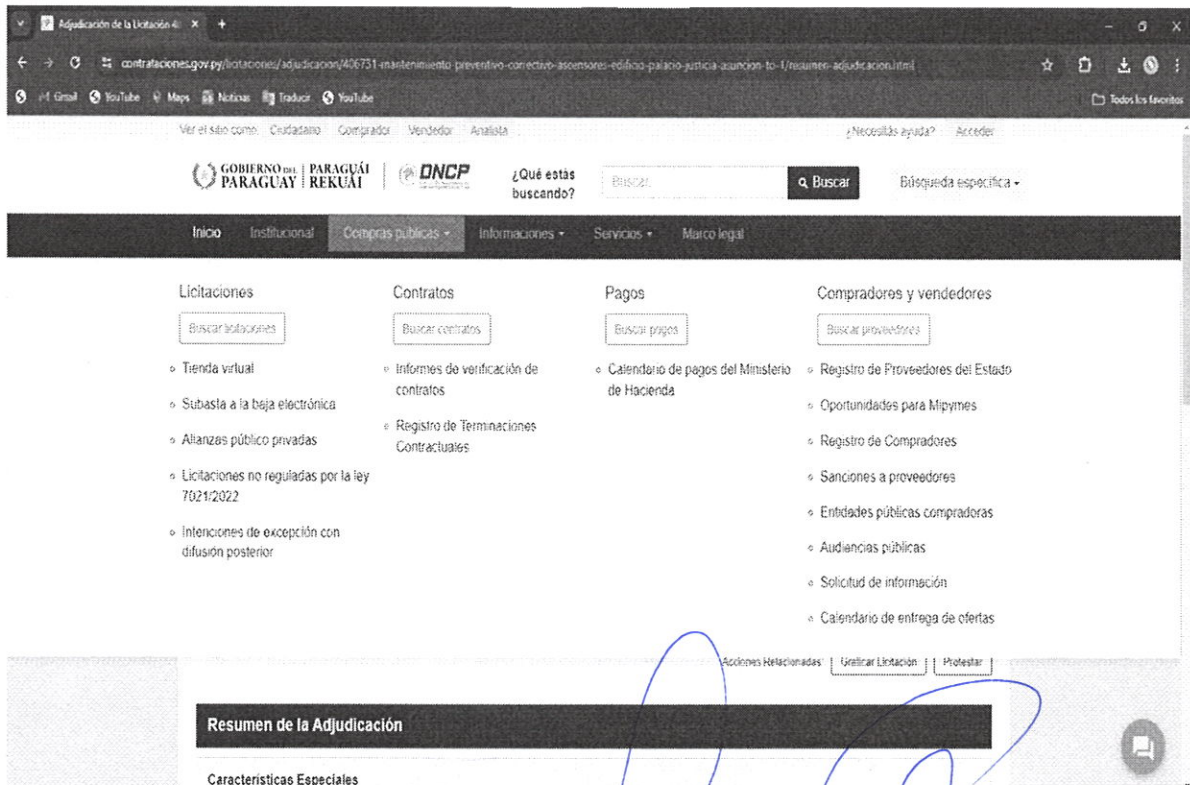 Adjudicación de la Licitación 4
contrataciones.gov.py/licitaciones/adjudicacion/406731-mantenimiento-preventivo-correctivo-ascensores-edificio-palacio-justicia-asuncion-to-1/resumen-adjudicacion.html
Gmail YouTube Maps Noticias Traducir YouTube Todos los favoritos
Ver el sitio como: Ciudadano Comprador Vendedor Analista ¿Necesitás ayuda? Acceder
GOBIERNO DEL PARAGUAY PARAGUÁI REKUÁI DNCP ¿Qué estás buscando? Buscar. Buscar Búsqueda específica
Inicio Institucional Compras públicas Informaciones Servicios Marco legal
Licitaciones
Buscar licitaciones
Tienda virtual
Subasta a la baja electrónica
Alianzas público privadas
Licitaciones no reguladas por la ley
7021/2022
Intenciones de excepción con
difusión posterior
Contratos
Buscar contratos
Informes de verificación de
contratos
Registro de Terminaciones
Contractuales
Pagos
Buscar pagos
Calendario de pagos del Ministerio
de Hacienda
Compradores y vendedores
Buscar proveedores
Registro de Proveedores del Estado
Oportunidades para Mipymes
Registro de Compradores
Sanciones a proveedores
Entidades públicas compradoras
Audiencias públicas
Solicitud de información
Calendario de entrega de ofertas
Acciones Relacionadas: Graficar Licitación Protestar
Resumen de la Adjudicación
Características Especiales